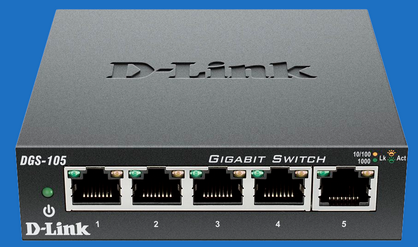 D-Link
DGS-105
GIGABIT SWITCH
10/100
1000
Lk
Act
D-Link
1 2 3 4 5